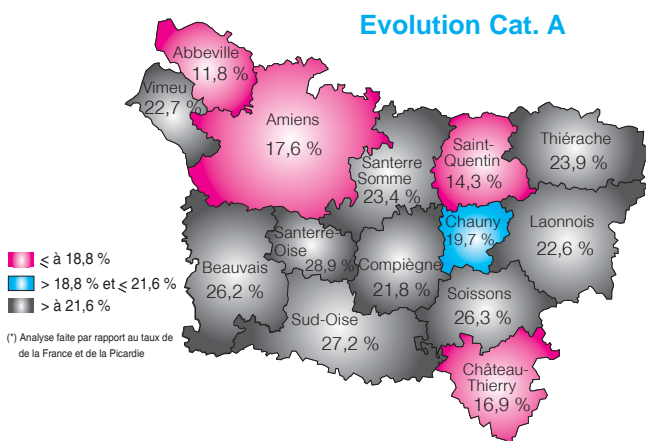 Evolution Cat. A
Abbeville
11,8 %
Vimeu
22,7 %
Amiens
17,6 %
Santerre
Somme
23,4 %
Saint-
Quentin
14,3 %
Thiérache
23,9 %
Chauny
19,7 %
Laonnois
22,6 %
Santerre-
Oise
28,9 %
Beauvais
26,2 %
Compiègne
21,8 %
Soissons
26,3 %
Sud-Oise
27,2 %
Château-
Thierry
16,9 %
⩽ à 18,8 %
> 18,8 % et ⩽ 21,6 %
> à 21,6 %
(*) Analyse faite par rapport au taux de
de la France et de la Picardie